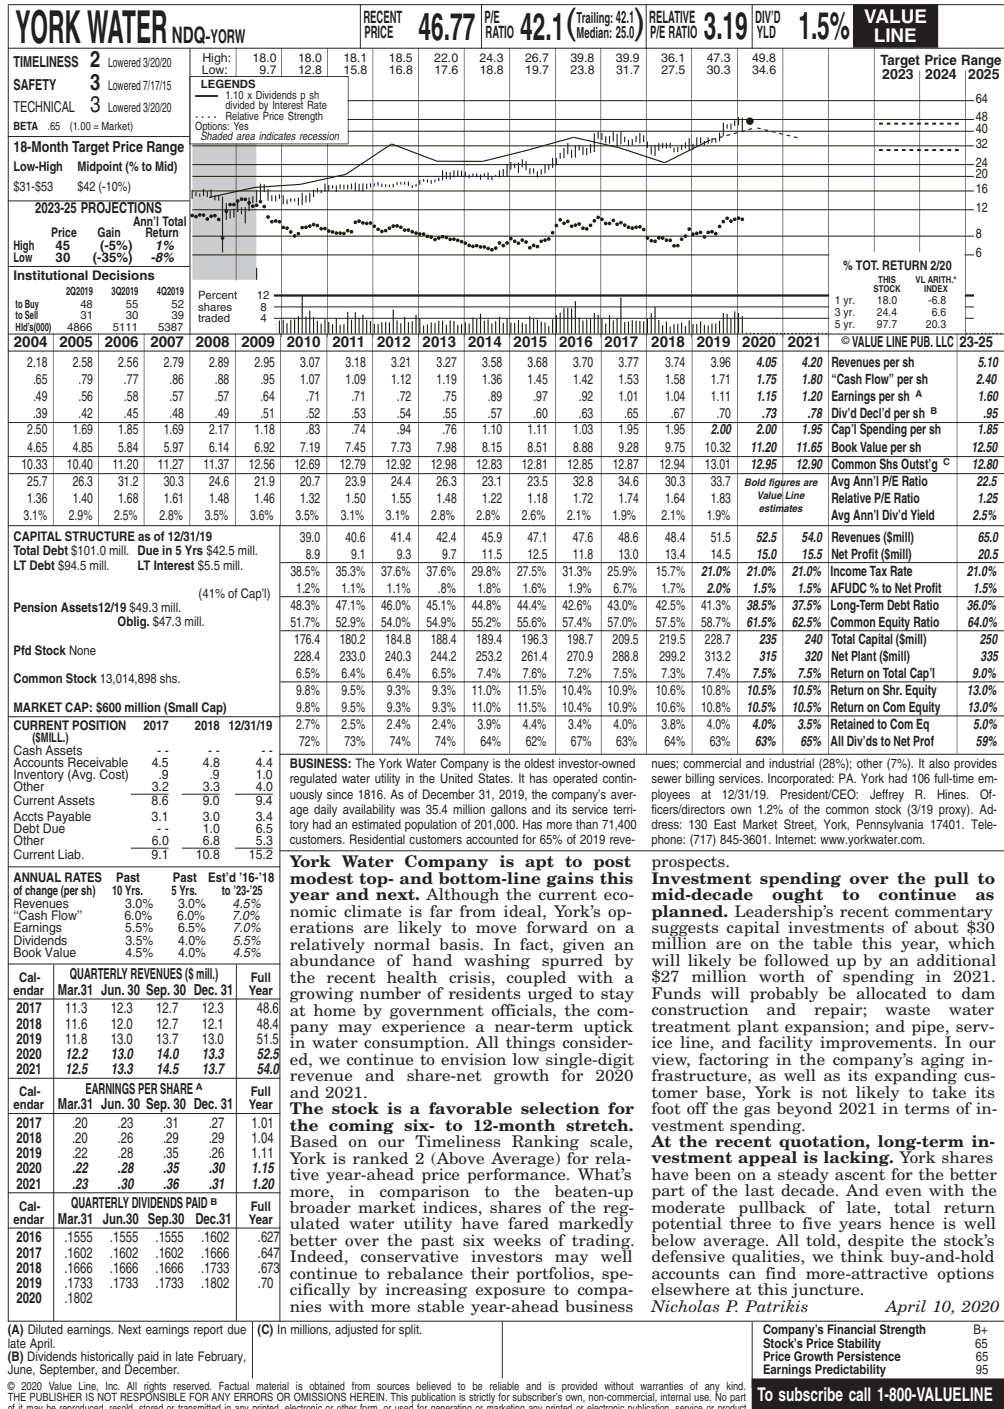 YORK WATER NDQ-YORW RECENT PRICE 46.77 P/E RATIO 42.1 (Trailing: 42.1 Median: 25.0) RELATIVE P/E RATIO 3.19 DIV'D YLD 1.5% VALUE LINE
TIMELINESS 2 Lowered 3/20/20
SAFETY 3 Lowered 7/17/15
TECHNICAL 3 Lowered 3/20/20
BETA .65 (1.00 = Market)
High: 18.0 18.0 18.1 18.5 22.0 24.3 26.7 39.8 39.9 36.1 47.3 49.8
Low: 9.7 12.8 15.8 16.8 17.6 18.8 19.7 23.8 31.7 27.5 30.3 34.6
Target Price Range
2023 2024 2025
LEGENDS
1.10 x Dividends p sh
divided by Interest Rate
. . . . Relative Price Strength
Options: Yes
Shaded area indicates recession
64
48
40
32
24
20
16
12
8
6
18-Month Target Price Range
Low-High Midpoint (% to Mid)
$31-$53 $42 (-10%)
2023-25 PROJECTIONS
Ann'l Total
Price Gain Return
High 45 (-5%) 1%
Low 30 (-35%) -8%
Institutional Decisions
2Q2019 3Q2019 4Q2019
to Buy 48 55 52
to Sell 31 30 39
Hld's(000) 4866 5111 5387
Percent 12
shares 8
traded 4
% TOT. RETURN 2/20
THIS VL ARITH.*
STOCK INDEX
1 yr. 18.0 -6.8
3 yr. 24.4 6.6
5 yr. 97.7 20.3
2004 2005 2006 2007 2008 2009 2010 2011 2012 2013 2014 2015 2016 2017 2018 2019 2020 2021 © VALUE LINE PUB. LLC 23-25
2.18 2.58 2.56 2.79 2.89 2.95 3.07 3.18 3.21 3.27 3.58 3.68 3.70 3.77 3.74 3.96 4.05 4.20 Revenues per sh 5.10
.65 .79 .77 .86 .88 .95 1.07 1.09 1.12 1.19 1.36 1.45 1.42 1.53 1.58 1.71 1.75 1.80 "Cash Flow" per sh 2.40
.49 .56 .58 .57 .57 .64 .71 .71 .72 .75 .89 .97 .92 1.01 1.04 1.11 1.15 1.20 Earnings per sh A 1.60
.39 .42 .45 .48 .49 .51 .52 .53 .54 .55 .57 .60 .63 .65 .67 .70 .73 .78 Div'd Decl'd per sh B .95
2.50 1.69 1.85 1.69 2.17 1.18 .83 .74 .94 .76 1.10 1.11 1.03 1.95 1.95 2.00 2.00 1.95 Cap'l Spending per sh 1.85
4.65 4.85 5.84 5.97 6.14 6.92 7.19 7.45 7.73 7.98 8.15 8.51 8.88 9.28 9.75 10.32 11.20 11.65 Book Value per sh 12.50
10.33 10.40 11.20 11.27 11.37 12.56 12.69 12.79 12.92 12.98 12.83 12.81 12.85 12.87 12.94 13.01 12.95 12.90 Common Shs Outst'g C 12.80
25.7 26.3 31.2 30.3 24.6 21.9 20.7 23.9 24.4 26.3 23.1 23.5 32.8 34.6 30.3 33.7 Bold figures are Avg Ann'l P/E Ratio 22.5
1.36 1.40 1.68 1.61 1.48 1.46 1.32 1.50 1.55 1.48 1.22 1.18 1.72 1.74 1.64 1.83 Value Line Relative P/E Ratio 1.25
3.1% 2.9% 2.5% 2.8% 3.5% 3.6% 3.5% 3.1% 3.1% 2.8% 2.8% 2.6% 2.1% 1.9% 2.1% 1.9% estimates Avg Ann'l Div'd Yield 2.5%
CAPITAL STRUCTURE as of 12/31/19
Total Debt $101.0 mill. Due in 5 Yrs $42.5 mill.
LT Debt $94.5 mill. LT Interest $5.5 mill.
(41% of Cap'l)
Pension Assets12/19 $49.3 mill.
Oblig. $47.3 mill.
Pfd Stock None
Common Stock 13,014,898 shs.
MARKET CAP: $600 million (Small Cap)
39.0 40.6 41.4 42.4 45.9 47.1 47.6 48.6 48.4 51.5 52.5 54.0 Revenues ($mill) 65.0
8.9 9.1 9.3 9.7 11.5 12.5 11.8 13.0 13.4 14.5 15.0 15.5 Net Profit ($mill) 20.5
38.5% 35.3% 37.6% 37.6% 29.8% 27.5% 31.3% 25.9% 15.7% 21.0% 21.0% 21.0% Income Tax Rate 21.0%
1.2% 1.1% 1.1% .8% 1.8% 1.6% 1.9% 6.7% 1.7% 2.0% 1.5% 1.5% AFUDC % to Net Profit 1.5%
48.3% 47.1% 46.0% 45.1% 44.8% 44.4% 42.6% 43.0% 42.5% 41.3% 38.5% 37.5% Long-Term Debt Ratio 36.0%
51.7% 52.9% 54.0% 54.9% 55.2% 55.6% 57.4% 57.0% 57.5% 58.7% 61.5% 62.5% Common Equity Ratio 64.0%
176.4 180.2 184.8 188.4 189.4 196.3 198.7 209.5 219.5 228.7 235 240 Total Capital ($mill) 250
228.4 233.0 240.3 244.2 253.2 261.4 270.9 288.8 299.2 313.2 315 320 Net Plant ($mill) 335
6.5% 6.4% 6.4% 6.5% 7.4% 7.6% 7.2% 7.5% 7.3% 7.4% 7.5% 7.5% Return on Total Cap'l 9.0%
9.8% 9.5% 9.3% 9.3% 11.0% 11.5% 10.4% 10.9% 10.6% 10.8% 10.5% 10.5% Return on Shr. Equity 13.0%
9.8% 9.5% 9.3% 9.3% 11.0% 11.5% 10.4% 10.9% 10.6% 10.8% 10.5% 10.5% Return on Com Equity 13.0%
2.7% 2.5% 2.4% 2.4% 3.9% 4.4% 3.4% 4.0% 3.8% 4.0% 4.0% 3.5% Retained to Com Eq 5.0%
72% 73% 74% 74% 64% 62% 67% 63% 64% 63% 63% 65% All Div'ds to Net Prof 59%
CURRENT POSITION 2017 2018 12/31/19
($MILL.)
Cash Assets - - - - - -
Accounts Receivable 4.5 4.8 4.4
Inventory (Avg. Cost) .9 .9 1.0
Other 3.2 3.3 4.0
Current Assets 8.6 9.0 9.4
Accts Payable 3.1 3.0 3.4
Debt Due - - 1.0 6.5
Other 6.0 6.8 5.3
Current Liab. 9.1 10.8 15.2
ANNUAL RATES Past Past Est'd '16-'18
of change (per sh) 10 Yrs. 5 Yrs. to '23-'25
Revenues 3.0% 3.0% 4.5%
"Cash Flow" 6.0% 6.0% 7.0%
Earnings 5.5% 6.5% 7.0%
Dividends 3.5% 4.0% 5.5%
Book Value 4.5% 4.0% 4.5%
Cal- QUARTERLY REVENUES ($ mill.) Full
endar Mar.31 Jun. 30 Sep. 30 Dec. 31 Year
2017 11.3 12.3 12.7 12.3 48.6
2018 11.6 12.0 12.7 12.1 48.4
2019 11.8 13.0 13.7 13.0 51.5
2020 12.2 13.0 14.0 13.3 52.5
2021 12.5 13.3 14.5 13.7 54.0
Cal- EARNINGS PER SHARE A Full
endar Mar.31 Jun. 30 Sep. 30 Dec. 31 Year
2017 .20 .23 .31 .27 1.01
2018 .20 .26 .29 .29 1.04
2019 .22 .28 .35 .26 1.11
2020 .22 .28 .35 .30 1.15
2021 .23 .30 .36 .31 1.20
Cal- QUARTERLY DIVIDENDS PAID B Full
endar Mar.31 Jun.30 Sep.30 Dec.31 Year
2016 .1555 .1555 .1555 .1602 .627
2017 .1602 .1602 .1602 .1666 .647
2018 .1666 .1666 .1666 .1733 .673
2019 .1733 .1733 .1733 .1802 .70
2020 .1802
BUSINESS: The York Water Company is the oldest investor-owned
regulated water utility in the United States. It has operated contin-
uously since 1816. As of December 31, 2019, the company's aver-
age daily availability was 35.4 million gallons and its service terri-
tory had an estimated population of 201,000. Has more than 71,400
customers. Residential customers accounted for 65% of 2019 reve-
nues; commercial and industrial (28%); other (7%). It also provides
sewer billing services. Incorporated: PA. York had 106 full-time em-
ployees at 12/31/19. President/CEO: Jeffrey R. Hines. Of-
ficers/directors own 1.2% of the common stock (3/19 proxy). Ad-
dress: 130 East Market Street, York, Pennsylvania 17401. Tele-
phone: (717) 845-3601. Internet: www.yorkwater.com.
York Water Company is apt to post
modest top- and bottom-line gains this
year and next. Although the current eco-
nomic climate is far from ideal, York's op-
erations are likely to move forward on a
relatively normal basis. In fact, given an
abundance of hand washing spurred by
the recent health crisis, coupled with a
growing number of residents urged to stay
at home by government officials, the com-
pany may experience a near-term uptick
in water consumption. All things consider-
ed, we continue to envision low single-digit
revenue and share-net growth for 2020
and 2021.
The stock is a favorable selection for
the coming six- to 12-month stretch.
Based on our Timeliness Ranking scale,
York is ranked 2 (Above Average) for rela-
tive year-ahead price performance. What's
more, in comparison to the beaten-up
broader market indices, shares of the reg-
ulated water utility have fared markedly
better over the past six weeks of trading.
Indeed, conservative investors may well
continue to rebalance their portfolios, spe-
cifically by increasing exposure to compa-
nies with more stable year-ahead business
prospects.
Investment spending over the pull to
mid-decade ought to continue as
planned. Leadership's recent commentary
suggests capital investments of about $30
million are on the table this year, which
will likely be followed up by an additional
$27 million worth of spending in 2021.
Funds will probably be allocated to dam
construction and repair; waste water
treatment plant expansion; and pipe, serv-
ice line, and facility improvements. In our
view, factoring in the company's aging in-
frastructure, as well as its expanding cus-
tomer base, York is not likely to take its
foot off the gas beyond 2021 in terms of in-
vestment spending.
At the recent quotation, long-term in-
vestment appeal is lacking. York shares
have been on a steady ascent for the better
part of the last decade. And even with the
moderate pullback of late, total return
potential three to five years hence is well
below average. All told, despite the stock's
defensive qualities, we think buy-and-hold
accounts can find more-attractive options
elsewhere at this juncture.
Nicholas P. Patrikis April 10, 2020
(A) Diluted earnings. Next earnings report due
late April.
(B) Dividends historically paid in late February,
June, September, and December.
(C) In millions, adjusted for split.
Company's Financial Strength B+
Stock's Price Stability 65
Price Growth Persistence 65
Earnings Predictability 95
© 2020 Value Line, Inc. All rights reserved. Factual material is obtained from sources believed to be reliable and is provided without warranties of any kind.
THE PUBLISHER IS NOT RESPONSIBLE FOR ANY ERRORS OR OMISSIONS HEREIN. This publication is strictly for subscriber's own, non-commercial, internal use. No part
of it may be reproduced, resold, stored or transmitted in any printed, electronic or other form, or used for generating or marketing any printed or electronic publication, service or product.
To subscribe call 1-800-VALUELINE